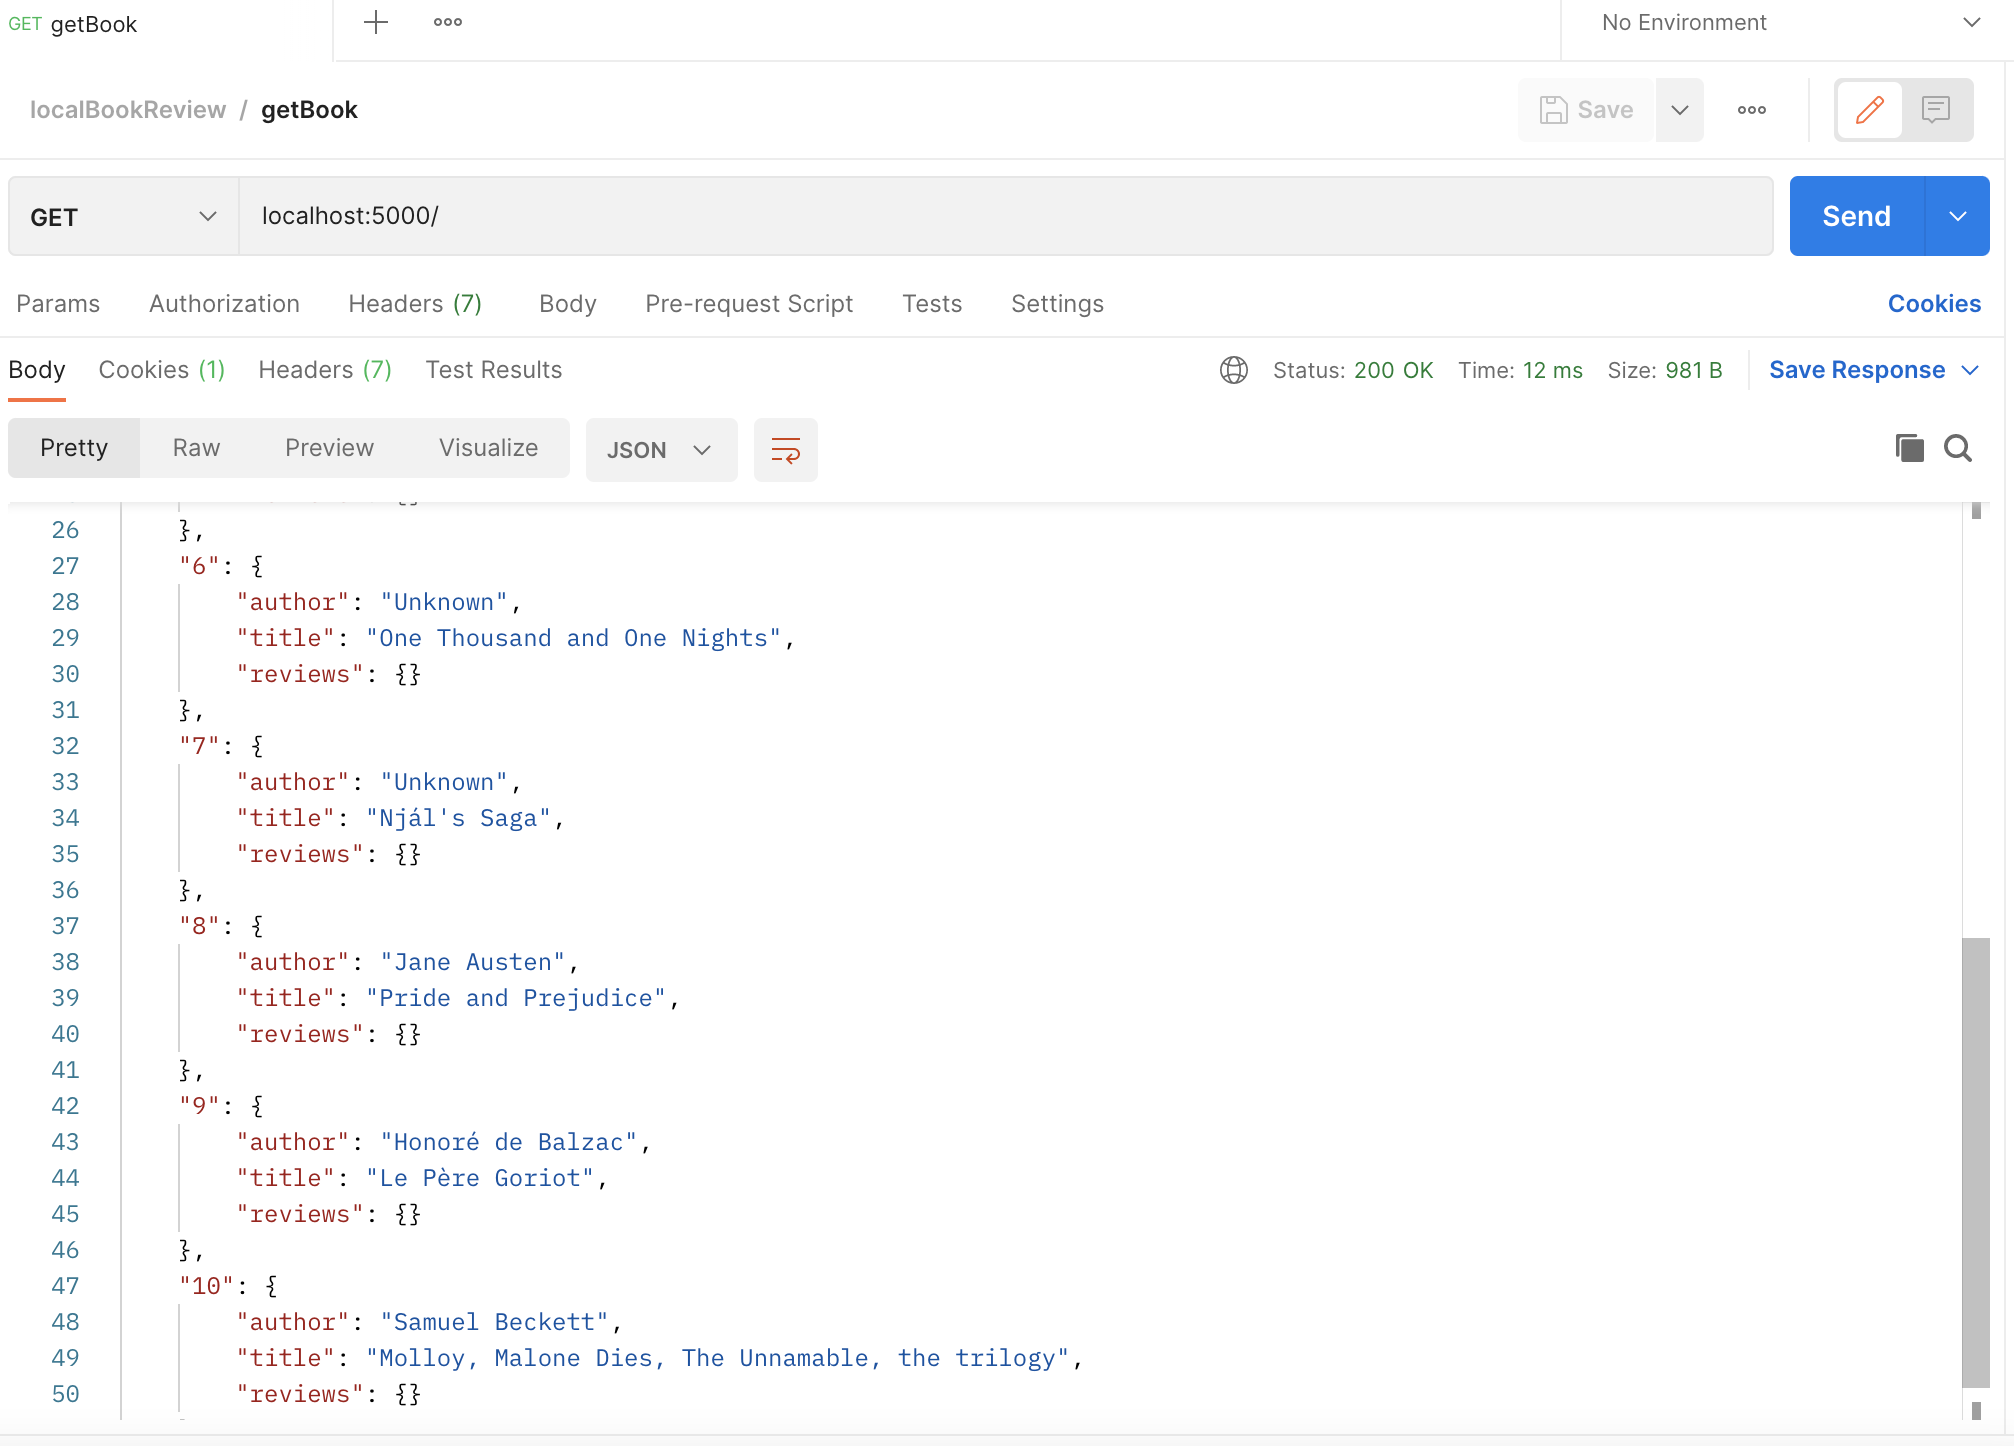 GET getBook
No Environment
localBookReview / getBook
Save
GET
localhost:5000/
Send
Params Authorization Headers (7) Body Pre-request Script Tests Settings Cookies
Body Cookies (1) Headers (7) Test Results Status: 200 OK Time: 12 ms Size: 981 B Save Response
Pretty Raw Preview Visualize JSON
26 },
27 "6": {
28 "author": "Unknown",
29 "title": "One Thousand and One Nights",
30 "reviews": {}
31 },
32 "7": {
33 "author": "Unknown",
34 "title": "Njál's Saga",
35 "reviews": {}
36 },
37 "8": {
38 "author": "Jane Austen",
39 "title": "Pride and Prejudice",
40 "reviews": {}
41 },
42 "9": {
43 "author": "Honoré de Balzac",
44 "title": "Le Père Goriot",
45 "reviews": {}
46 },
47 "10": {
48 "author": "Samuel Beckett",
49 "title": "Molloy, Malone Dies, The Unnamable, the trilogy",
50 "reviews": {}